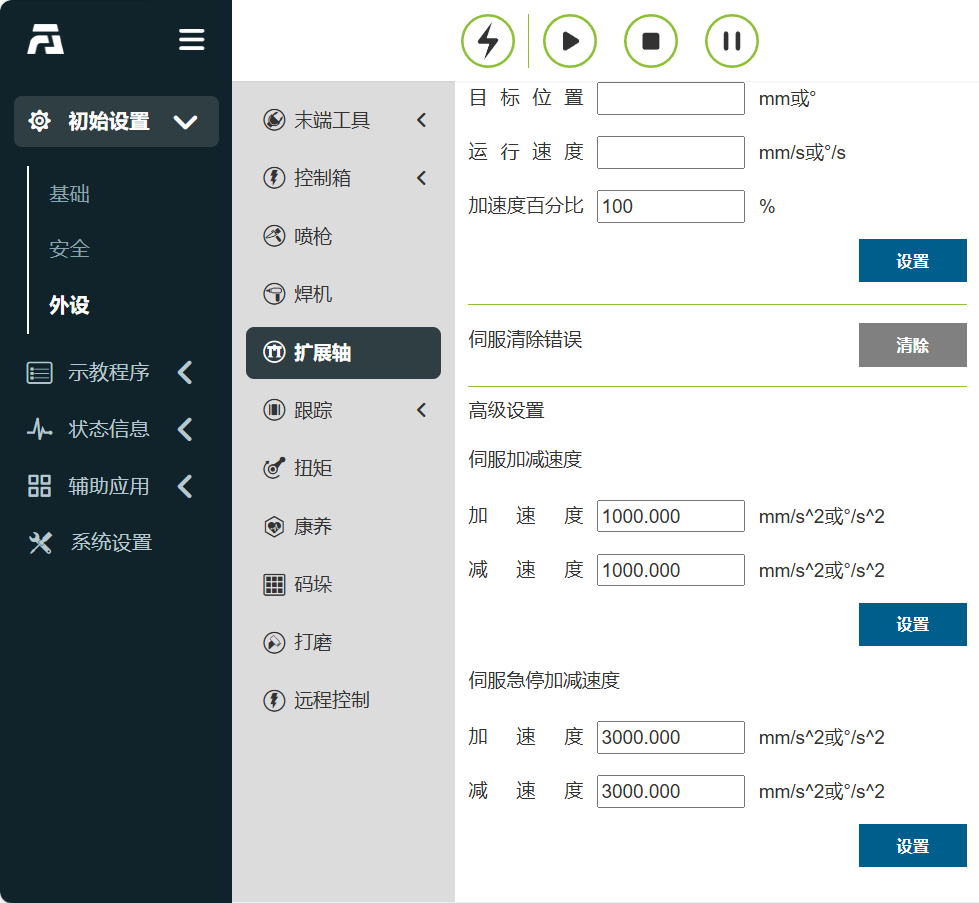 初始设置
基础
安全
外设
示教程序
状态信息
辅助应用
系统设置
末端工具
控制箱
喷枪
焊机
扩展轴
跟踪
扭矩
康养
码垛
打磨
远程控制
目标位置 mm或°
运行速度 mm/s或°/s
加速度百分比 100 %
设置
伺服清除错误 清除
高级设置
伺服加减速度
加速度 1000.000 mm/s^2或°/s^2
减速度 1000.000 mm/s^2或°/s^2
设置
伺服急停加减速度
加速度 3000.000 mm/s^2或°/s^2
减速度 3000.000 mm/s^2或°/s^2
设置